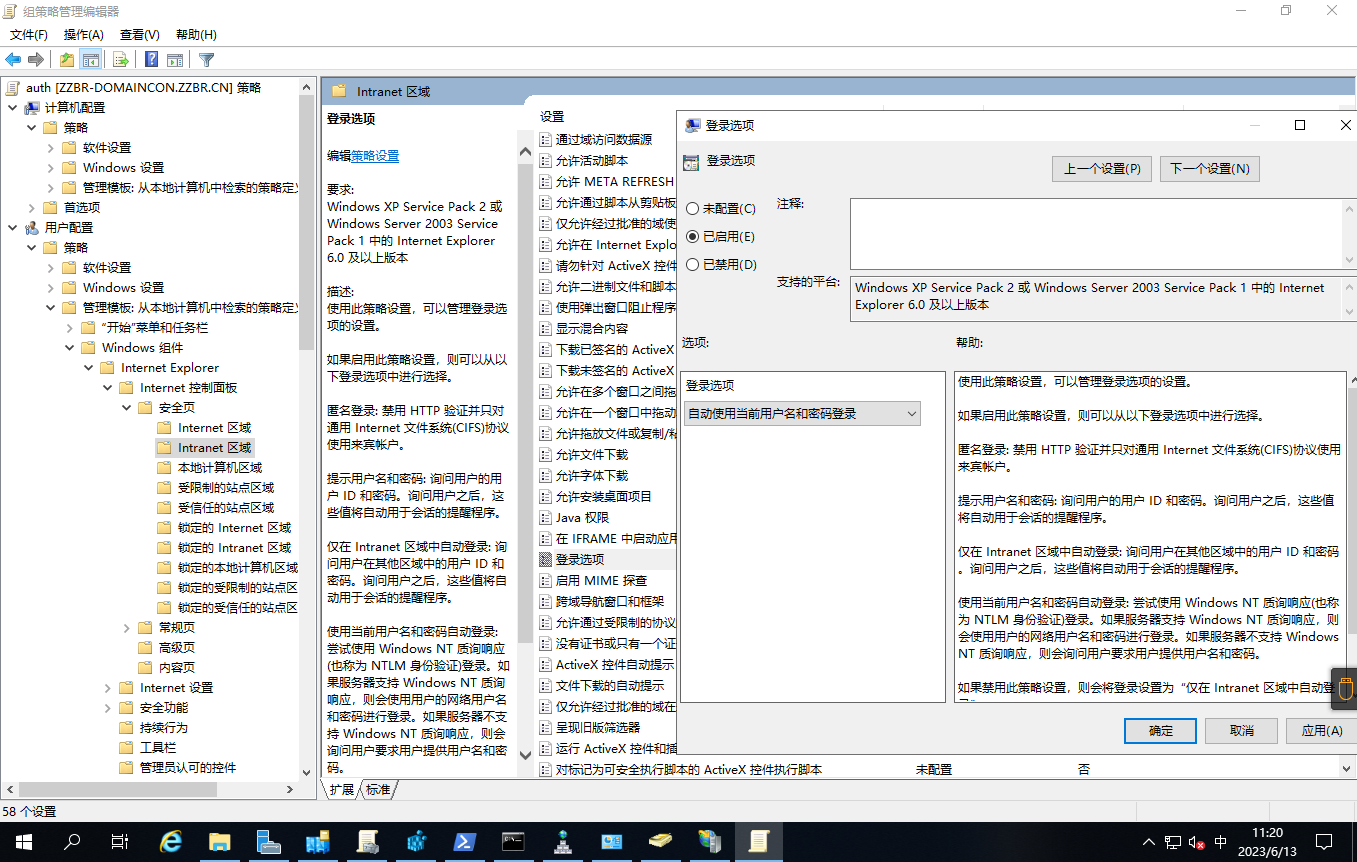 组策略管理编辑器
文件(F) 操作(A) 查看(V) 帮助(H)
auth [ZZBR-DOMAINCON.ZZBR.CN] 策略
计算机配置
策略
软件设置
Windows 设置
管理模板: 从本地计算机中检索的策略定义
首选项
用户配置
策略
软件设置
Windows 设置
管理模板: 从本地计算机中检索的策略定义
“开始”菜单和任务栏
Windows 组件
Internet Explorer
Internet 控制面板
安全页
Internet 区域
Intranet 区域
本地计算机区域
受限制的站点区域
受信任的站点区域
锁定的 Internet 区域
锁定的 Intranet 区域
锁定的本地计算机区域
锁定的受限制的站点区
锁定的受信任的站点区
常规页
高级页
内容页
Internet 设置
安全功能
持续行为
工具栏
管理员认可的控件
Intranet 区域
登录选项
编辑策略设置
要求:
Windows XP Service Pack 2 或
Windows Server 2003 Service
Pack 1 中的 Internet Explorer
6.0 及以上版本
描述:
使用此策略设置，可以管理登录选
项的设置。
如果启用此策略设置，则可以从以
下登录选项中进行选择。
匿名登录: 禁用 HTTP 验证并只对
通用 Internet 文件系统(CIFS)协议
使用来宾帐户。
提示用户名和密码: 询问用户的用
户 ID 和密码。询问用户之后，这
些值将自动用于会话的提醒程序。
仅在 Intranet 区域中自动登录: 询
问用户在其他区域中的用户 ID 和
密码。询问用户之后，这些值将自
动用于会话的提醒程序。
使用当前用户名和密码自动登录:
尝试使用 Windows NT 质询响应
(也称为 NTLM 身份验证)登录。如
果服务器支持 Windows NT 质询
响应，则会使用用户的网络用户名
和密码进行登录。如果服务器不支
持 Windows NT 质询响应，则会
询问用户要求用户提供用户名和密
码。
设置
通过域访问数据源
允许活动脚本
允许 META REFRESH
允许通过脚本从剪贴板
仅允许经过批准的域使
允许在 Internet Explo
请勿针对 ActiveX 控件
允许二进制文件和脚本
使用弹出窗口阻止程序
显示混合内容
下载已签名的 ActiveX
下载未签名的 ActiveX
允许在多个窗口之间拖
允许在一个窗口中拖动
允许拖放文件或复制/粘
允许文件下载
允许字体下载
允许安装桌面项目
Java 权限
在 IFRAME 中启动应用
登录选项
启用 MIME 探查
跨域导航窗口和框架
允许通过受限制的协议
没有证书或只有一个证
ActiveX 控件自动提示
文件下载的自动提示
仅允许经过批准的域在
呈现旧版筛选器
运行 ActiveX 控件和插
对标记为可安全执行脚本的 ActiveX 控件执行脚本 未配置 否
扩展 标准
58 个设置
登录选项
登录选项
上一个设置(P) 下一个设置(N)
未配置(C) 注释:
已启用(E)
已禁用(D)
支持的平台:
Windows XP Service Pack 2 或 Windows Server 2003 Service Pack 1 中的 Internet
Explorer 6.0 及以上版本
选项: 帮助:
登录选项
自动使用当前用户名和密码登录
使用此策略设置，可以管理登录选项的设置。
如果启用此策略设置，则可以从以下登录选项中进行选择。
匿名登录: 禁用 HTTP 验证并只对通用 Internet 文件系统(CIFS)协议使用
来宾帐户。
提示用户名和密码: 询问用户的用户 ID 和密码。询问用户之后，这些值
将自动用于会话的提醒程序。
仅在 Intranet 区域中自动登录: 询问用户在其他区域中的用户 ID 和密码
。询问用户之后，这些值将自动用于会话的提醒程序。
使用当前用户名和密码自动登录: 尝试使用 Windows NT 质询响应(也称
为 NTLM 身份验证)登录。如果服务器支持 Windows NT 质询响应，则
会使用用户的网络用户名和密码进行登录。如果服务器不支持 Windows
NT 质询响应，则会询问用户要求用户提供用户名和密码。
如果禁用此策略设置，则会将登录设置为“仅在 Intranet 区域中自动登
确定 取消 应用(A)
中
11:20
2023/6/13